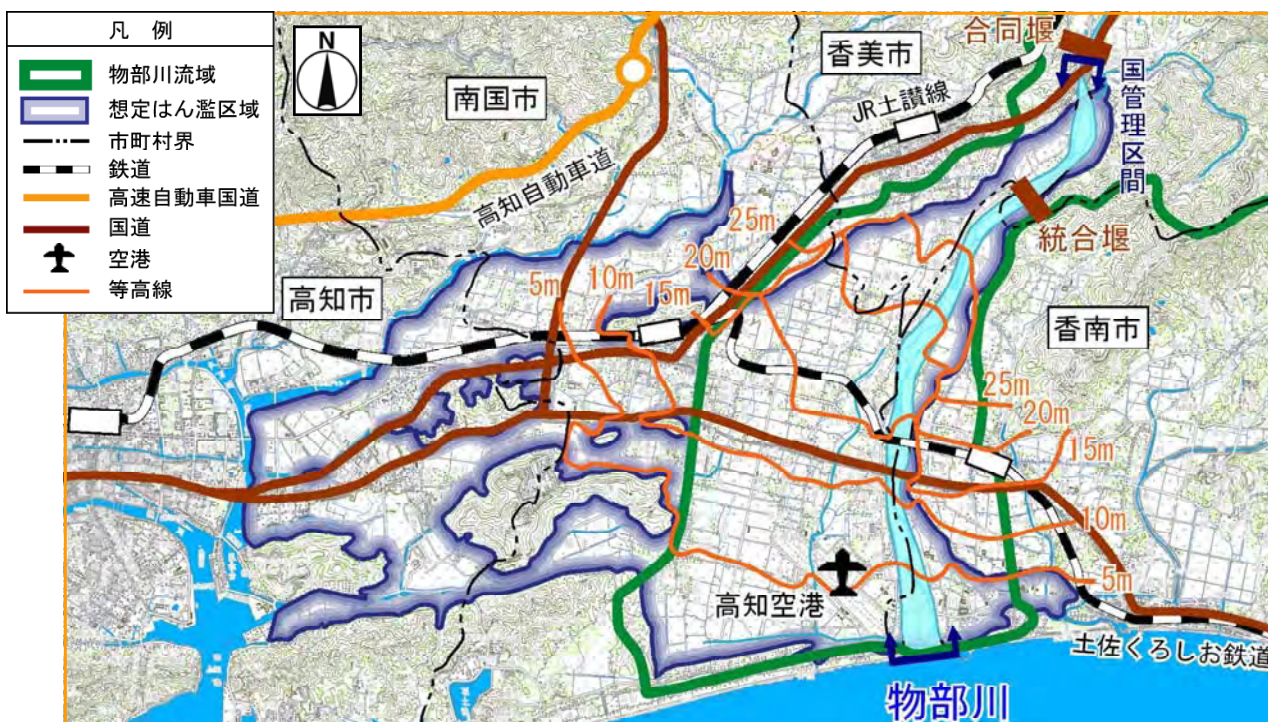 凡 例
物部川流域
想定はん濫区域
市町村界
鉄道
高速自動車国道
国道
空港
等高線
N
南国市
香美市
合同堰
国管理区間
JR土讃線
高知自動車道
統合堰
高知市
香南市
5m
10m
15m
20m
25m
25m
20m
15m
10m
5m
高知空港
土佐くろしお鉄道
物部川